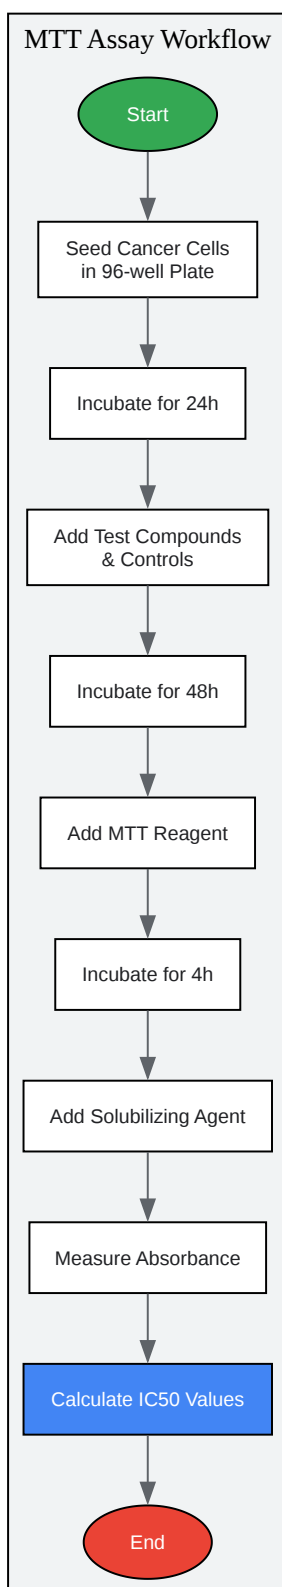 MTT Assay Workflow
Start
Seed Cancer Cells
in 96-well Plate
Incubate for 24h
Add Test Compounds
& Controls
Incubate for 48h
Add MTT Reagent
Incubate for 4h
Add Solubilizing Agent
Measure Absorbance
Calculate IC50 Values
End